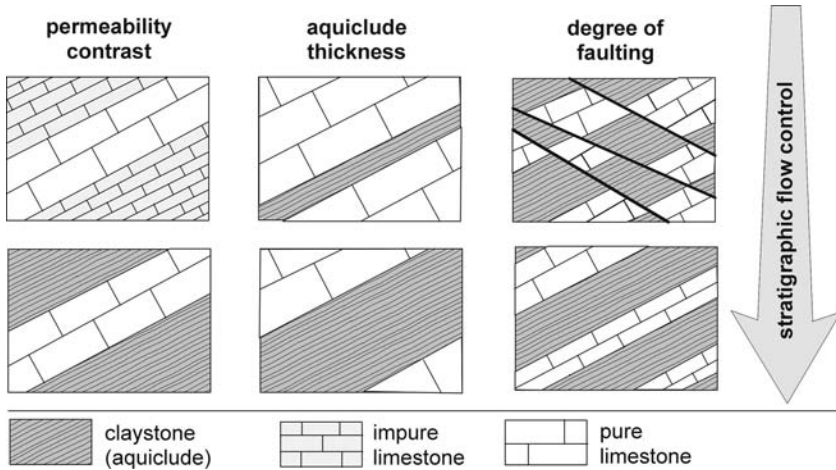 permeability
contrast
aquiclude
thickness
degree of
faulting
stratigraphic flow control
claystone
(aquiclude)
impure
limestone
pure
limestone